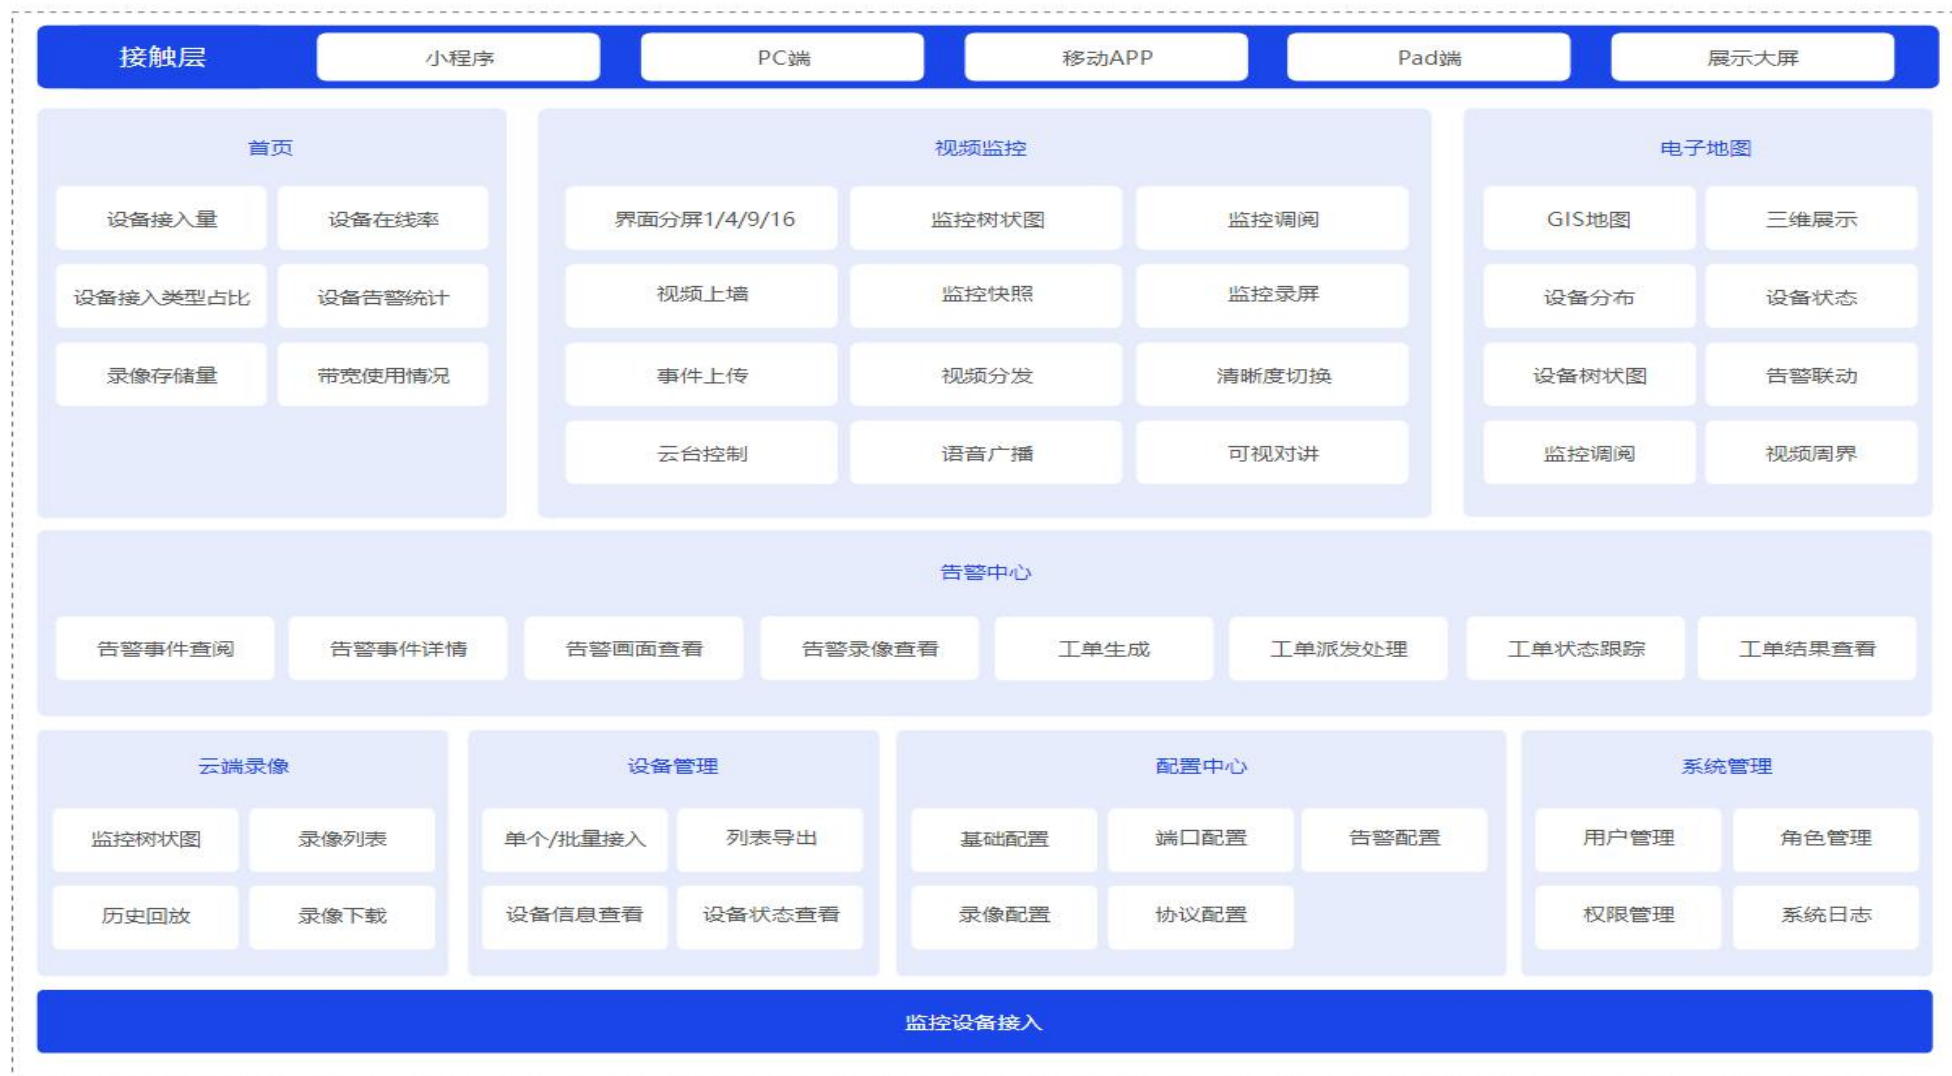 接触层
小程序
PC端
移动APP
Pad端
展示大屏
首页
设备接入量
设备在线率
设备接入类型占比
设备告警统计
录像存储量
带宽使用情况
视频监控
界面分屏1/4/9/16
监控树状图
监控调阅
视频上墙
监控快照
监控录屏
事件上传
视频分发
清晰度切换
云台控制
语音广播
可视对讲
电子地图
GIS地图
三维展示
设备分布
设备状态
设备树状图
告警联动
监控调阅
视频周界
告警中心
告警事件查阅
告警事件详情
告警画面查看
告警录像查看
工单生成
工单派发处理
工单状态跟踪
工单结果查看
云端录像
监控树状图
录像列表
历史回放
录像下载
设备管理
单个/批量接入
列表导出
设备信息查看
设备状态查看
配置中心
基础配置
端口配置
告警配置
录像配置
协议配置
系统管理
用户管理
角色管理
权限管理
系统日志
监控设备接入